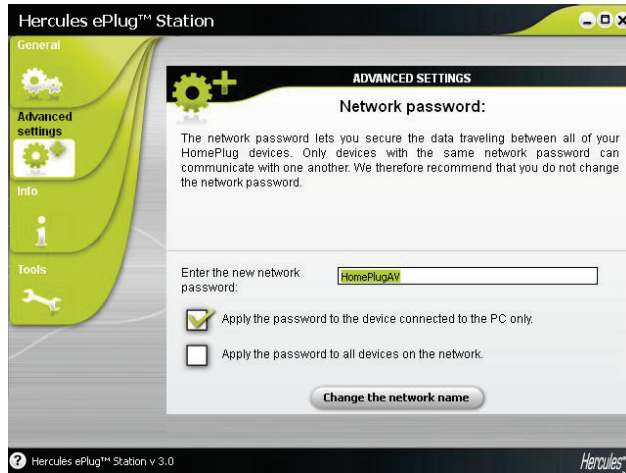 Hercules ePlug™ Station
General
Advanced
settings
Info
Tools
ADVANCED SETTINGS
Network password:
The network password lets you secure the data traveling between all of your
HomePlug devices. Only devices with the same network password can
communicate with one another. We therefore recommend that you do not change
the network password.
Enter the new network
password:
HomePlugAV
Apply the password to the device connected to the PC only.
Apply the password to all devices on the network.
Change the network name
? Hercules ePlug™ Station v 3.0
Hercules™